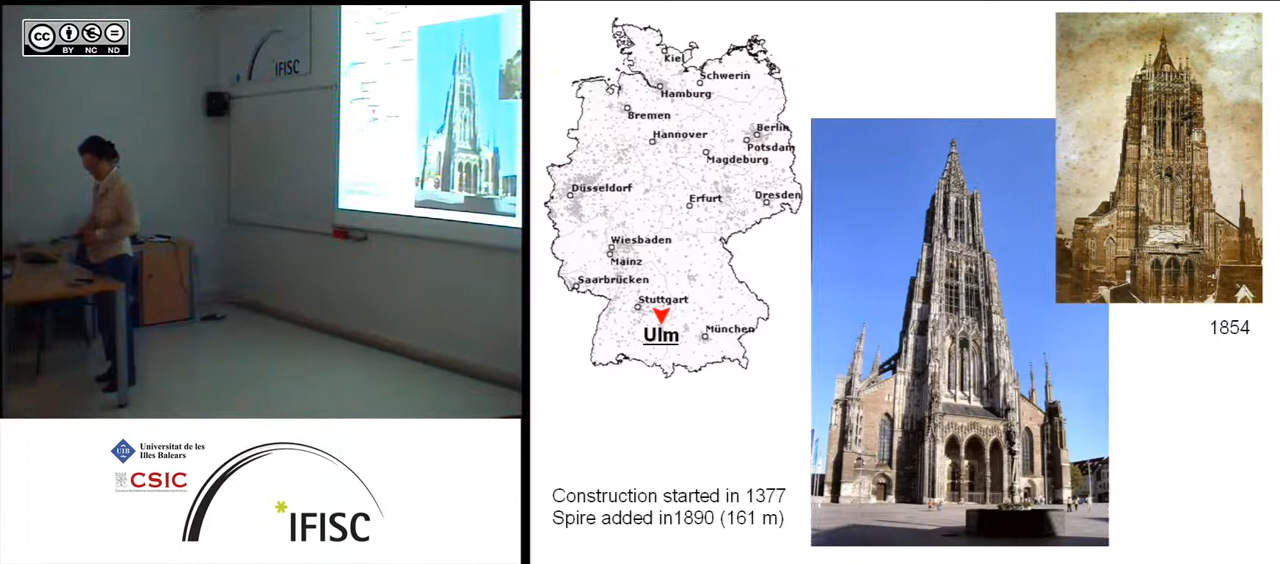 cc
BY NC ND
IFISC
Universitat de les
Illes Balears
UIB
CSIC
*IFISC
Kiel
Schwerin
Hamburg
Bremen
Hannover
Berlin
Potsdam
Magdeburg
Düsseldorf
Erfurt
Dresden
Wiesbaden
Mainz
Saarbrücken
Stuttgart
Ulm
München
1854
Construction started in 1377
Spire added in1890 (161 m)